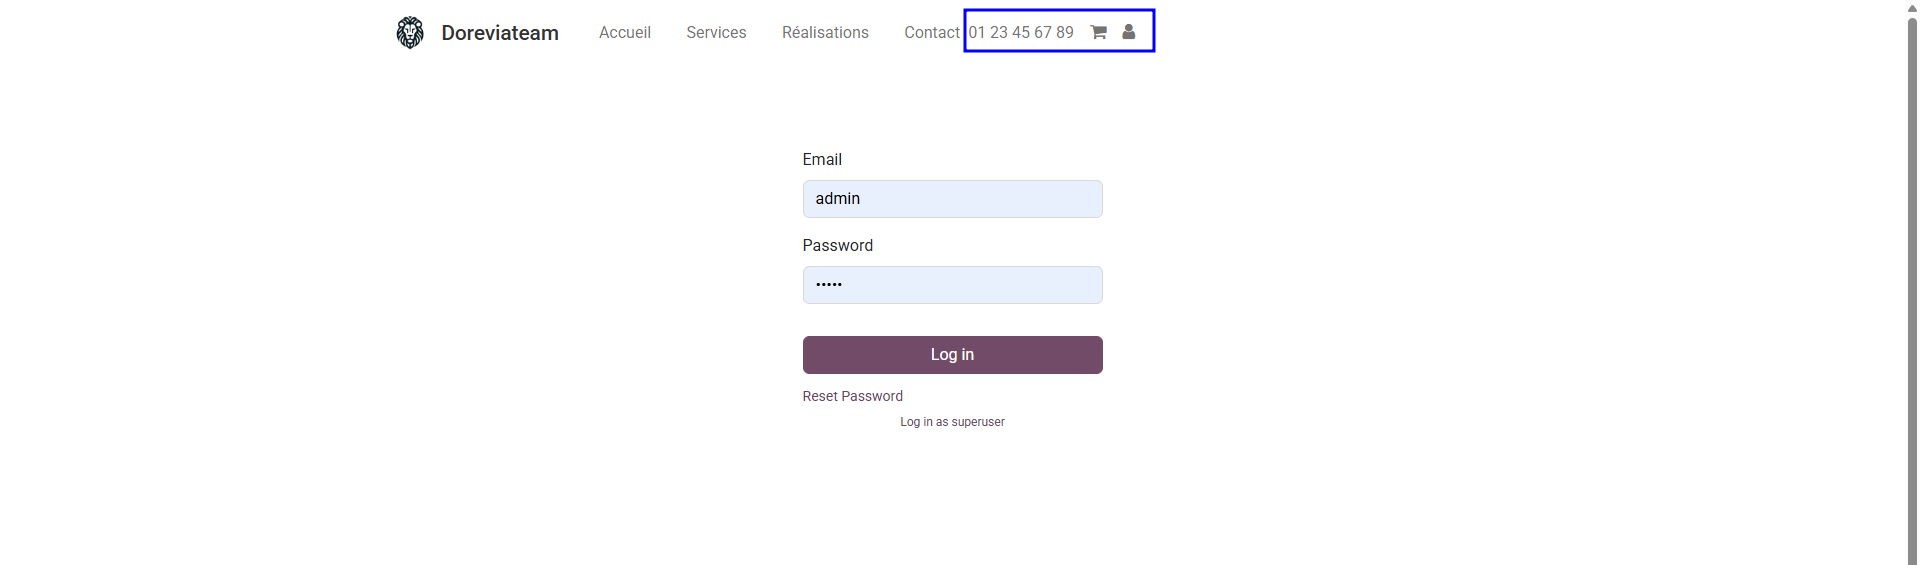 Doreviateam Accueil Services Réalisations Contact 01 23 45 67 89
Email
admin
Password
•••••
Log in
Reset Password
Log in as superuser